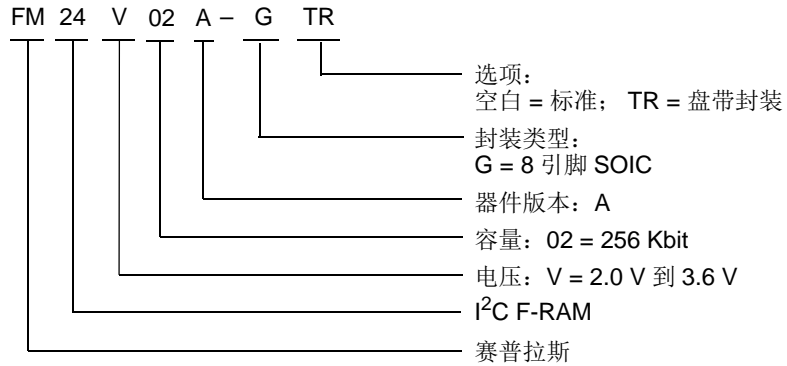 FM 24 V 02 A – G TR
选项：
空白 = 标准； TR = 盘带封装
封装类型：
G = 8 引脚 SOIC
器件版本：A
容量：02 = 256 Kbit
电压：V = 2.0 V 到 3.6 V
I²C F-RAM
赛普拉斯